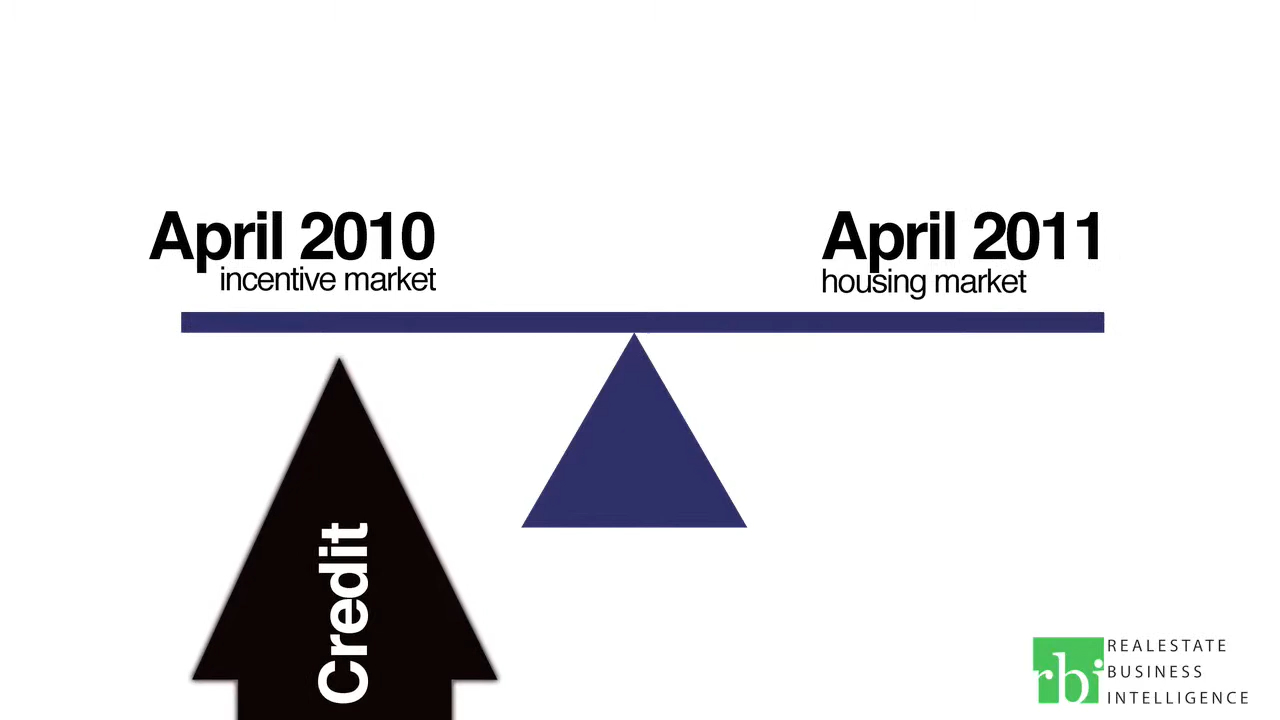 April 2010
incentive market
April 2011
housing market
Credit
rbi
REALESTATE
BUSINESS
INTELLIGENCE